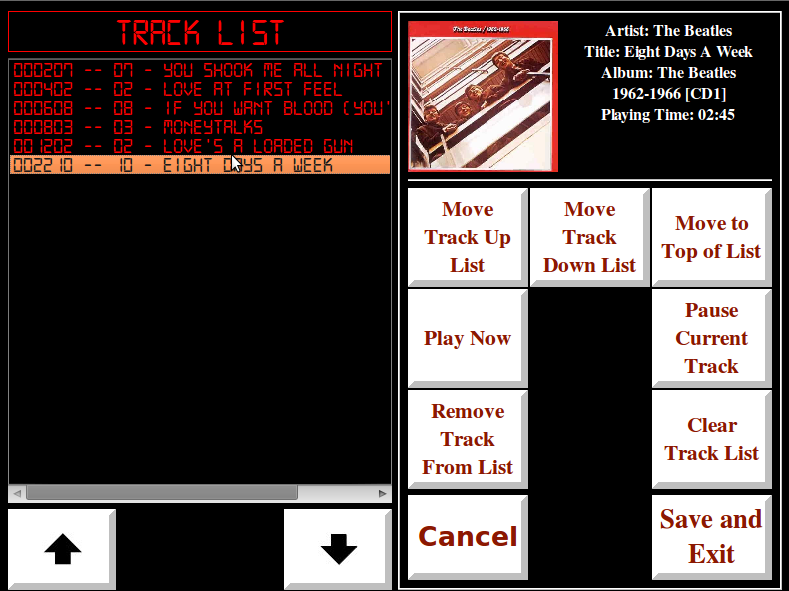 TRACK LIST
000207 -- 07 - YOU SHOOK ME ALL NIGHT
000402 -- 02 - LOVE AT FIRST FEEL
000608 -- 08 - IF YOU WANT BLOOD (YOU'
000803 -- 03 - MONEYTALKS
001202 -- 02 - LOVE'S A LOADED GUN
002210 -- 10 - EIGHT DAYS A WEEK
The Beatles / 1962-1966
Artist: The Beatles
Title: Eight Days A Week
Album: The Beatles
1962-1966 [CD1]
Playing Time: 02:45
Move
Track Up
List
Move
Track
Down List
Move to
Top of List
Play Now
Pause
Current
Track
Remove
Track
From List
Clear
Track List
Cancel
Save and
Exit